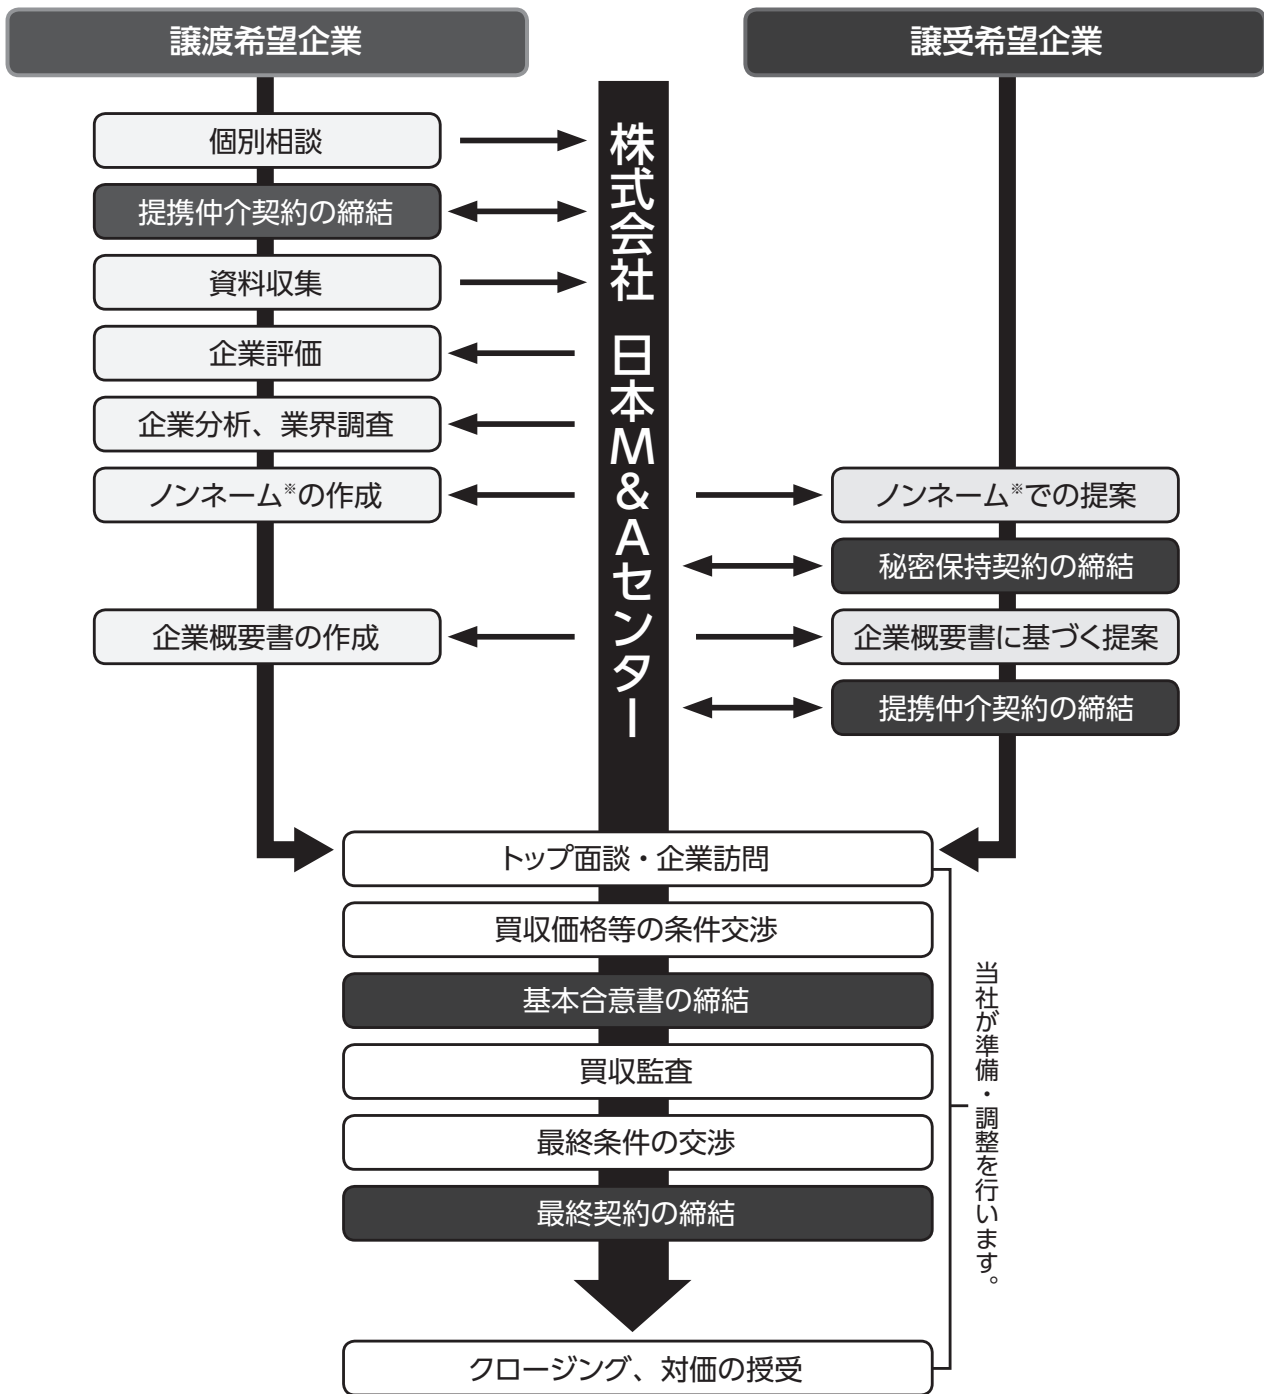 譲渡希望企業
譲受希望企業
個別相談
提携仲介契約の締結
資料収集
企業評価
企業分析、業界調査
ノンネーム※の作成
企業概要書の作成
株式会社 日本M&Aセンター
ノンネーム※での提案
秘密保持契約の締結
企業概要書に基づく提案
提携仲介契約の締結
トップ面談・企業訪問
買収価格等の条件交渉
基本合意書の締結
買収監査
最終条件の交渉
最終契約の締結
クロージング、対価の授受
当社が準備・調整を行います。